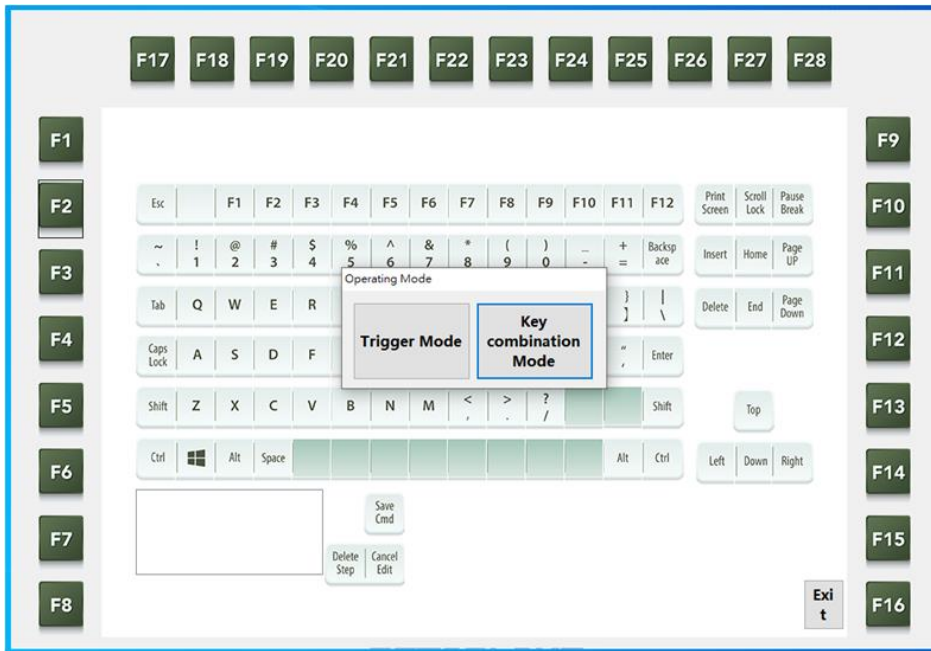 F17 F18 F19 F20 F21 F22 F23 F24 F25 F26 F27 F28
F1 F9
Esc F1 F2 F3 F4 F5 F6 F7 F8 F9 F10 F11 F12 Print Screen Scroll Lock Pause Break
F2 F10
~ ! @ # $ % ^ & * ( ) _ + Backsp
` 1 2 3 4 5 6 7 8 9 0 - = ace
Insert Home Page UP
F3 F11
Operating Mode
Tab Q W E R } |
] \
Delete End Page Down
Trigger Mode
Key
combination
Mode
F4 F12
Caps Lock A S D F " Enter
,
F5 F13
Shift Z X C V B N M < > ? Shift
, . /
Top
Ctrl Alt Space Alt Ctrl Left Down Right
F6 F14
Save
Cmd
F7 F15
Delete Cancel
Step Edit
F8 F16
Exi
t